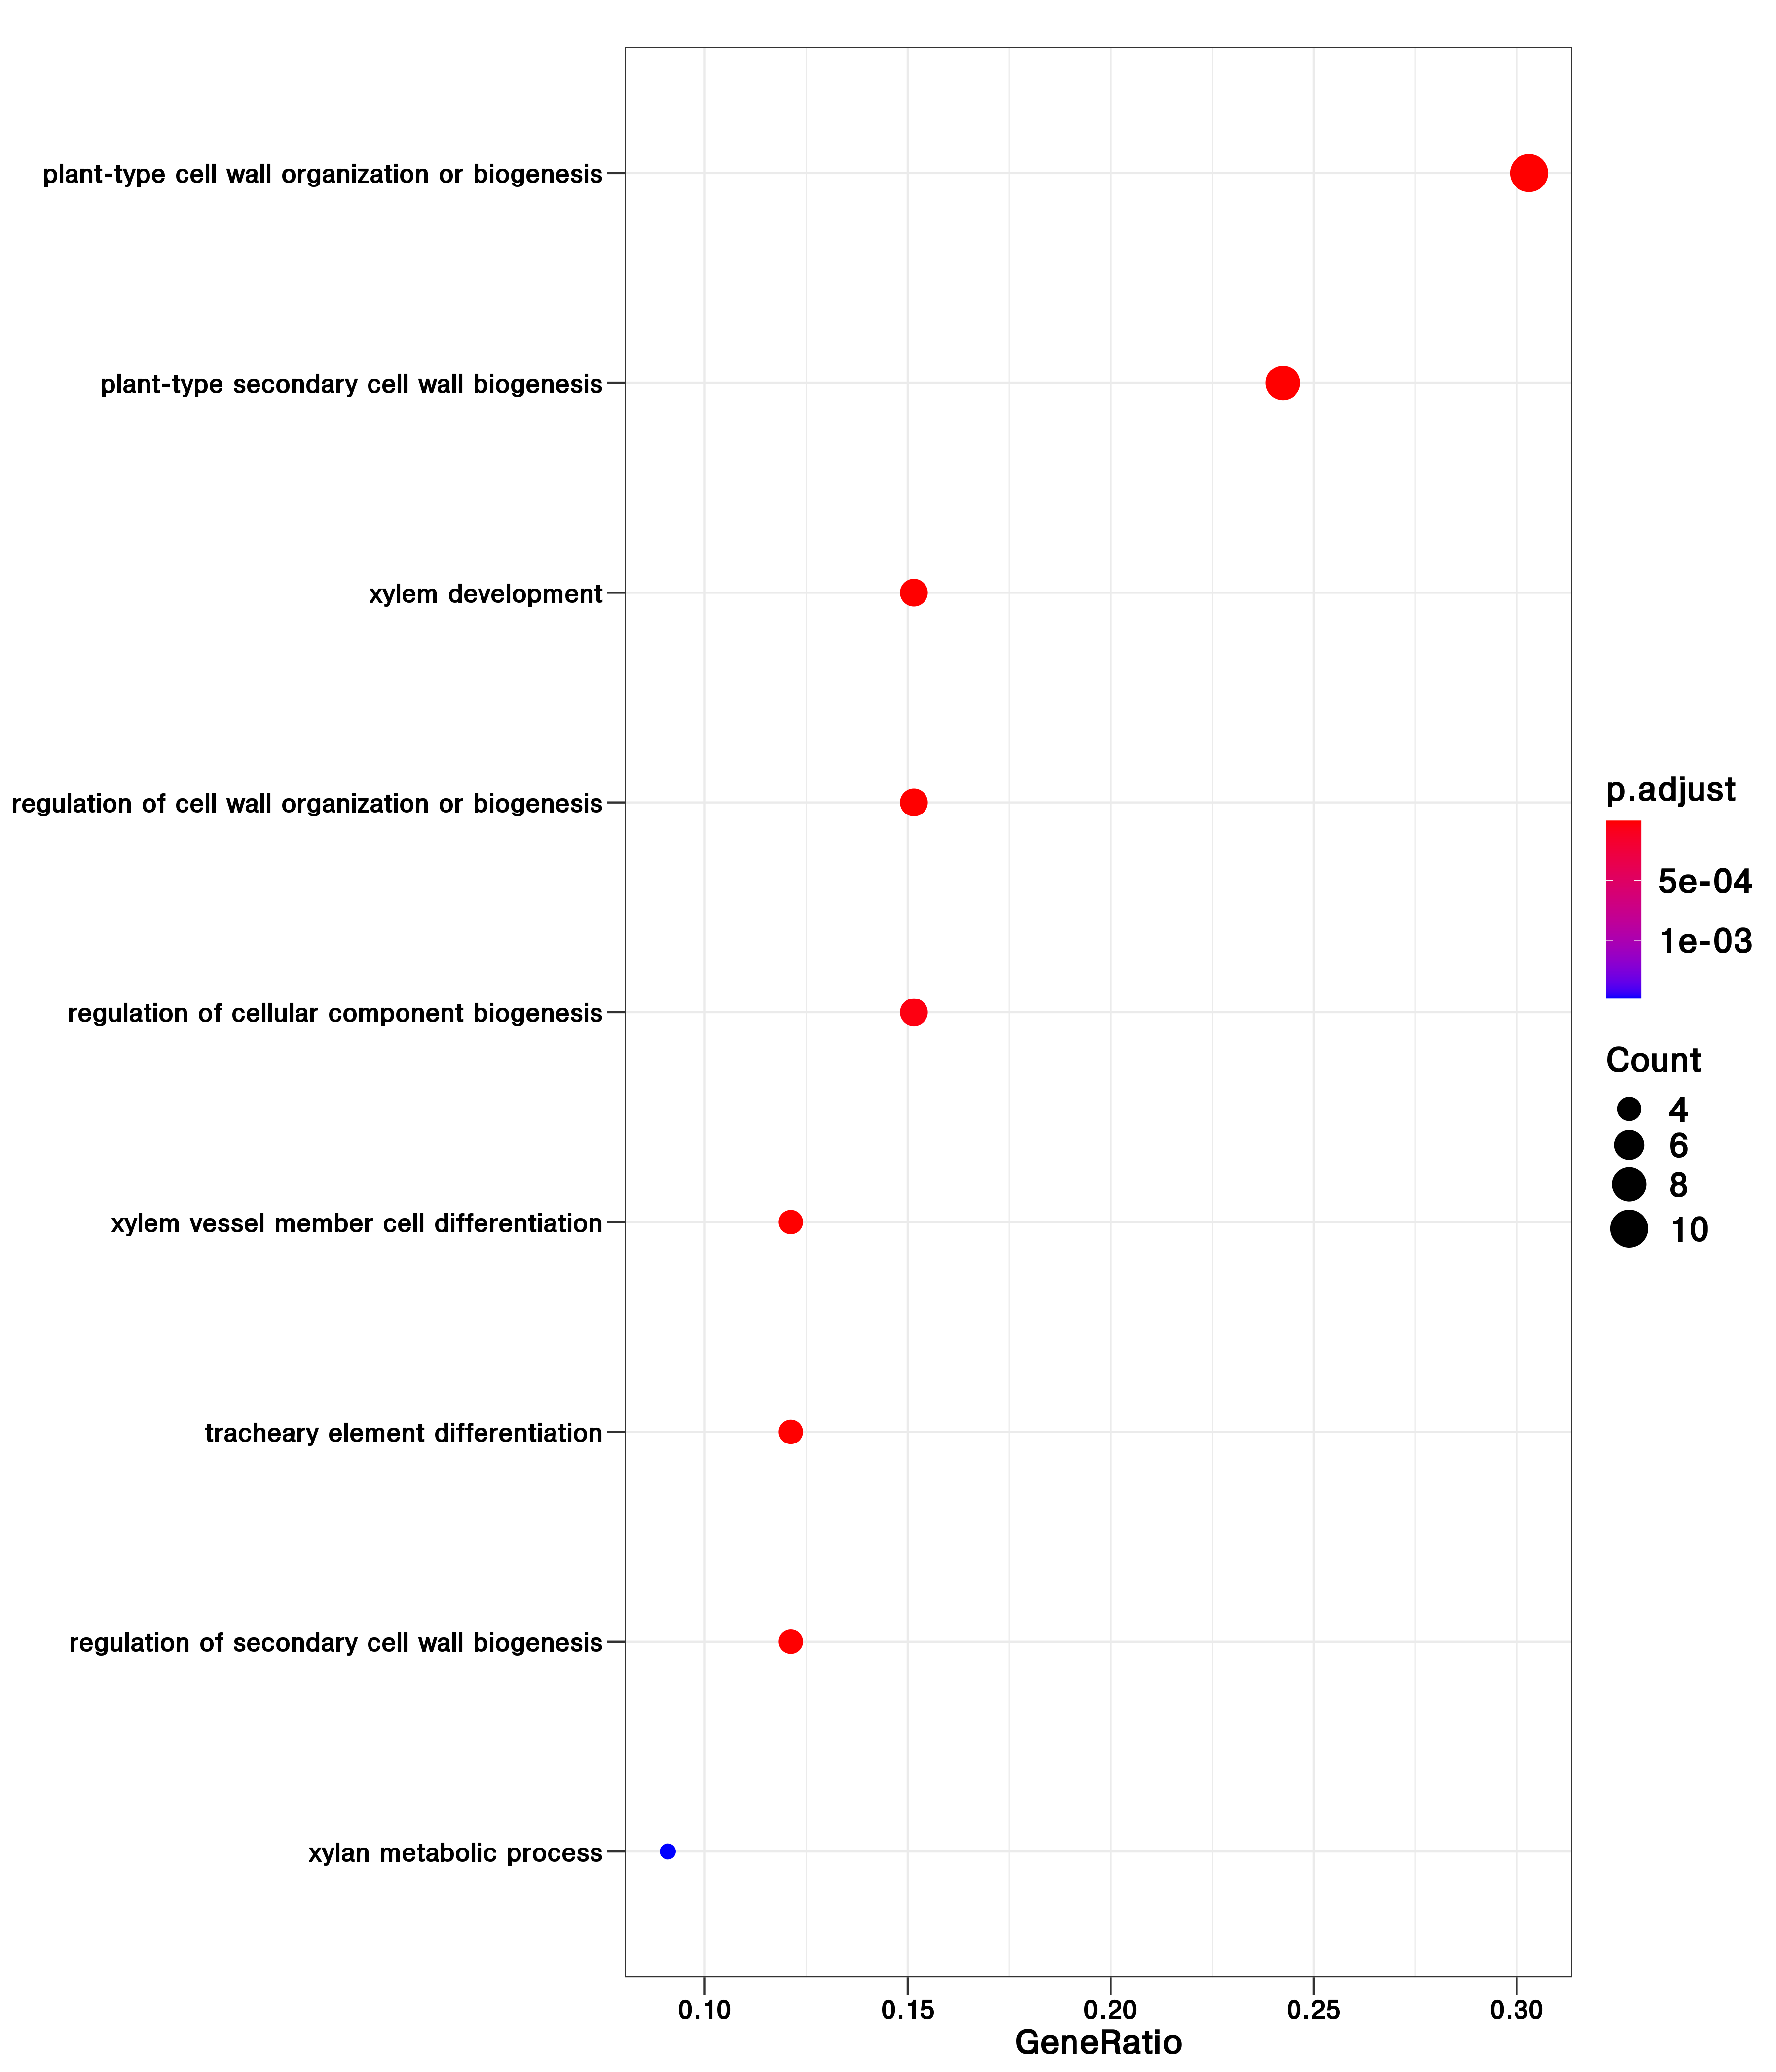 plant-type cell wall organization or biogenesis
plant-type secondary cell wall biogenesis
xylem development
regulation of cell wall organization or biogenesis
regulation of cellular component biogenesis
xylem vessel member cell differentiation
tracheary element differentiation
regulation of secondary cell wall biogenesis
xylan metabolic process
0.10 0.15 0.20 0.25 0.30
GeneRatio
p.adjust
5e-04
1e-03
Count
4
6
8
10